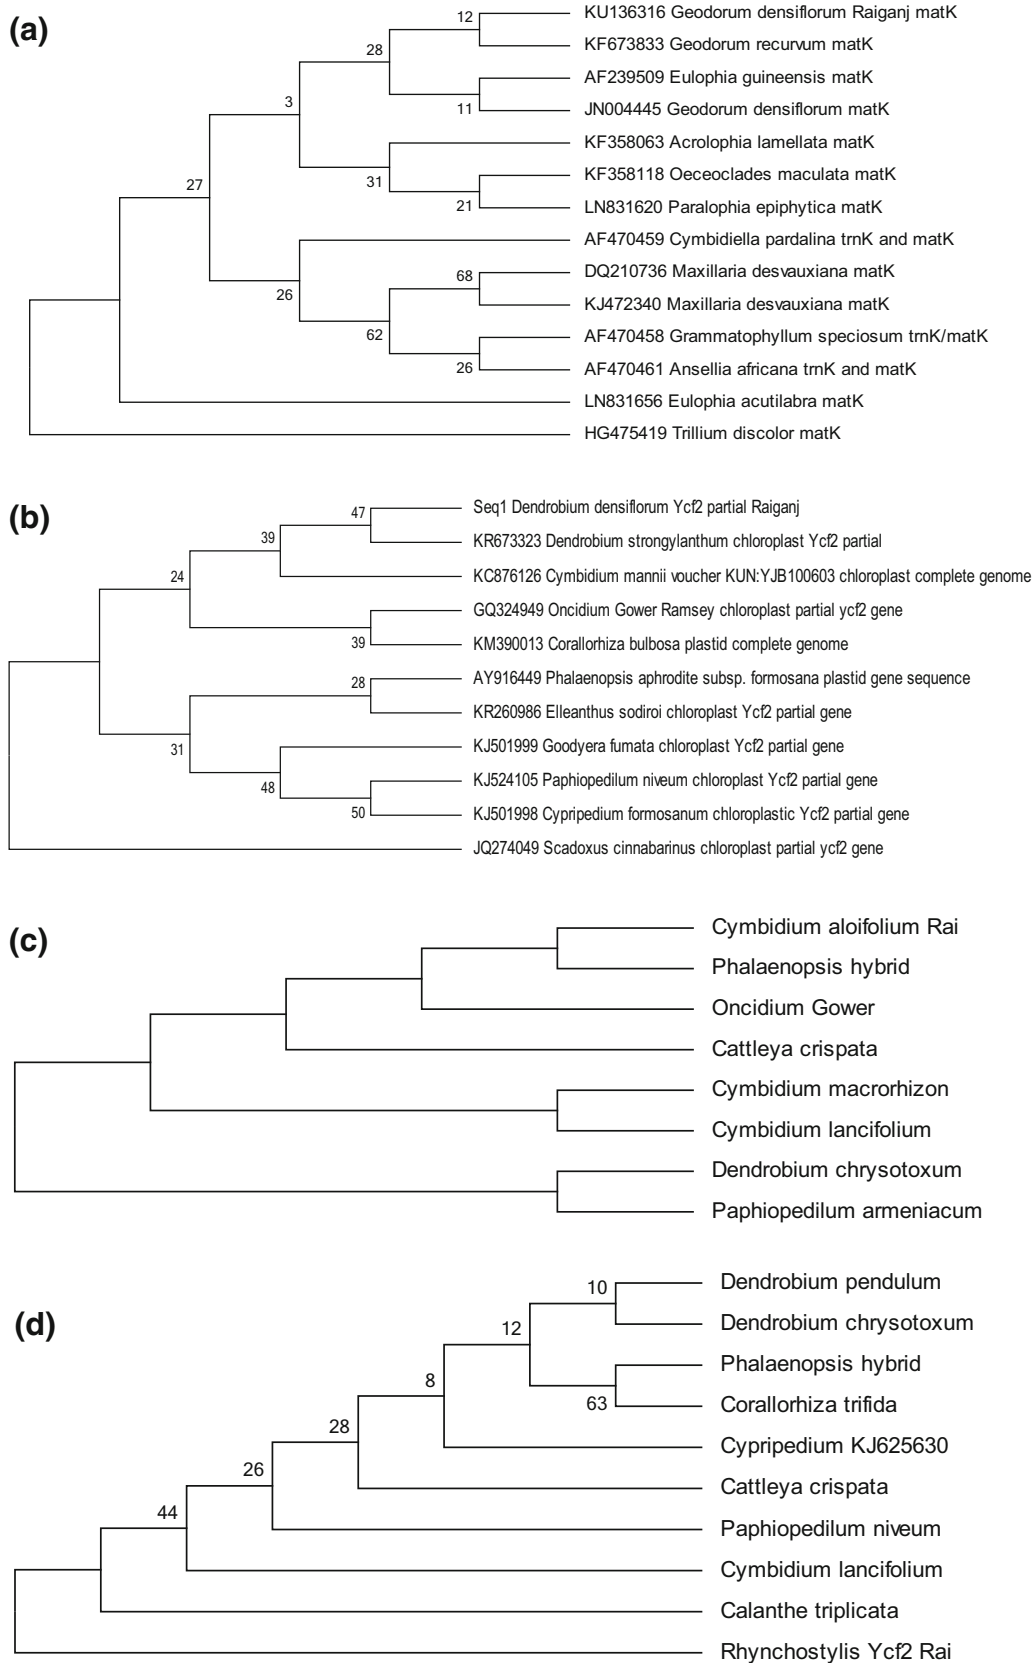 (a)
12
KU136316 Geodorum densiflorum Raiganj matK
KF673833 Geodorum recurvum matK
28
AF239509 Eulophia guineensis matK
11
JN004445 Geodorum densiflorum matK
3
KF358063 Acrolophia lamellata matK
31
KF358118 Oeceoclades maculata matK
21
LN831620 Paralophia epiphytica matK
27
AF470459 Cymbidiella pardalina trnK and matK
26
68
DQ210736 Maxillaria desvauxiana matK
KJ472340 Maxillaria desvauxiana matK
62
AF470458 Grammatophyllum speciosum trnK/matK
26
AF470461 Ansellia africana trnK and matK
LN831656 Eulophia acutilabra matK
HG475419 Trillium discolor matK
(b)
47
Seq1 Dendrobium densiflorum Ycf2 partial Raiganj
39
KR673323 Dendrobium strongylanthum chloroplast Ycf2 partial
24
KC876126 Cymbidium mannii voucher KUN:YJB100603 chloroplast complete genome
GQ324949 Oncidium Gower Ramsey chloroplast partial ycf2 gene
39
KM390013 Corallorhiza bulbosa plastid complete genome
28
AY916449 Phalaenopsis aphrodite subsp. formosana plastid gene sequence
KR260986 Elleanthus sodiroi chloroplast Ycf2 partial gene
31
KJ501999 Goodyera fumata chloroplast Ycf2 partial gene
48
KJ524105 Paphiopedilum niveum chloroplast Ycf2 partial gene
50
KJ501998 Cypripedium formosanum chloroplastic Ycf2 partial gene
JQ274049 Scadoxus cinnabarinus chloroplast partial ycf2 gene
(c)
Cymbidium aloifolium Rai
Phalaenopsis hybrid
Oncidium Gower
Cattleya crispata
Cymbidium macrorhizon
Cymbidium lancifolium
Dendrobium chrysotoxum
Paphiopedilum armeniacum
(d)
10
Dendrobium pendulum
12
Dendrobium chrysotoxum
Phalaenopsis hybrid
8
63
Corallorhiza trifida
28
Cypripedium KJ625630
26
Cattleya crispata
44
Paphiopedilum niveum
Cymbidium lancifolium
Calanthe triplicata
Rhynchostylis Ycf2 Rai